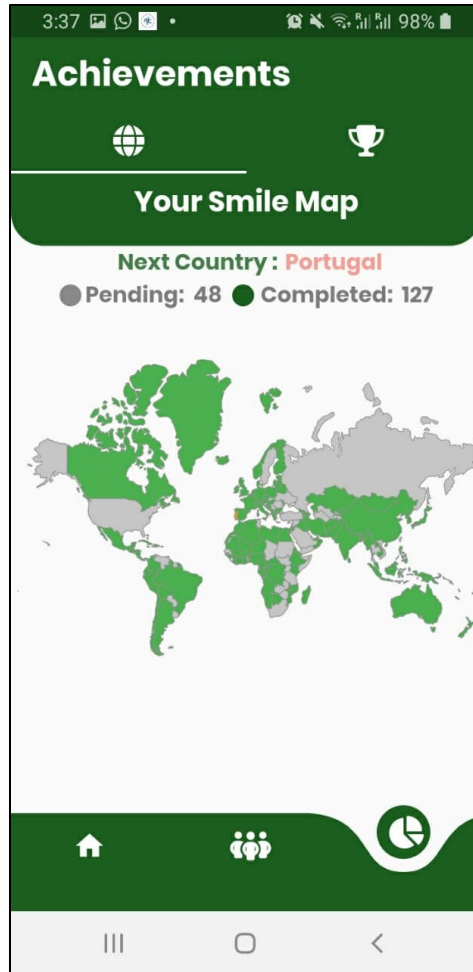 3:37 98%
Achievements
Your Smile Map
Next Country : Portugal
Pending: 48 Completed: 127